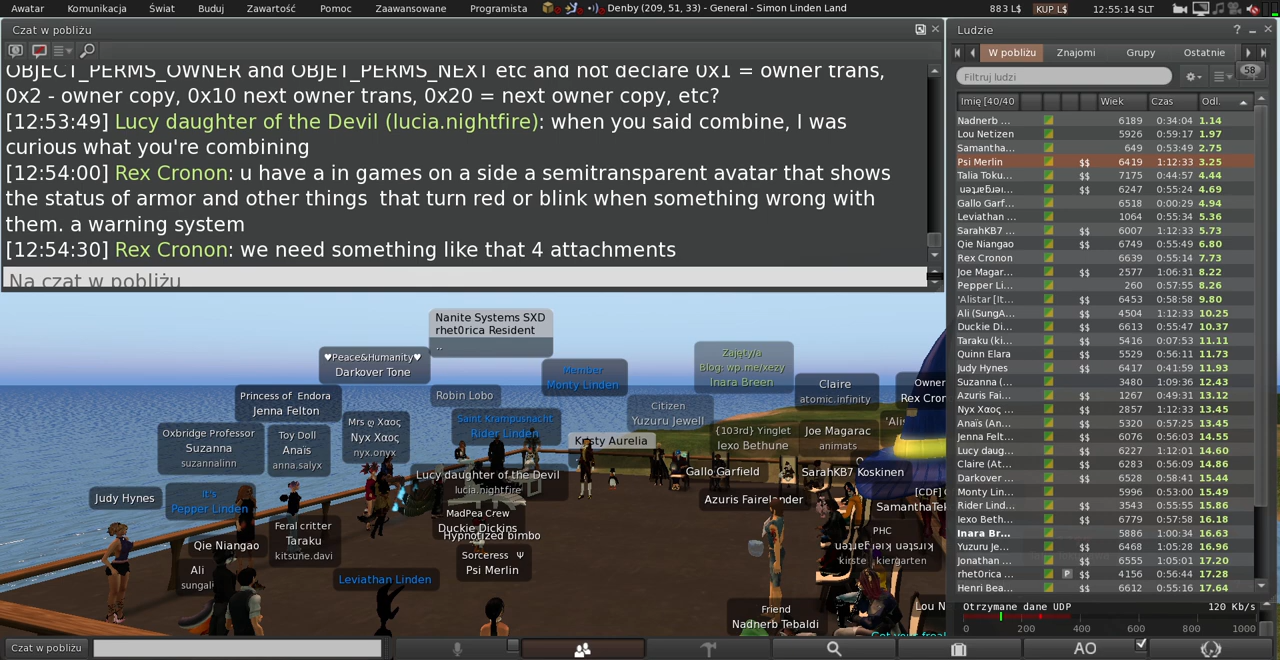 Awatar Komunikacja Świat Buduj Zawartość Pomoc Zaawansowane Programista Denby (209, 51, 33) - General - Simon Linden Land 883 L$ KUP L$ 12:55:14 SLT
Czat w pobliżu
OBJECT_PERMS_OWNER and OBJET_PERMS_NEXT etc and not declare 0x1 = owner trans,
0x2 - owner copy, 0x10 next owner trans, 0x20 = next owner copy, etc?
[12:53:49] Lucy daughter of the Devil (lucia.nightfire): when you said combine, I was
curious what you're combining
[12:54:00] Rex Cronon: u have a in games on a side a semitransparent avatar that shows
the status of armor and other things that turn red or blink when something wrong with
them. a warning system
[12:54:30] Rex Cronon: we need something like that 4 attachments
Na czat w pobliżu
Nanite Systems SXD
rhet0rica Resident
..
♥Peace&Humanity♥
Darkover Tone
Member
Monty Linden
Zajęty/a
Blog: wp.me/xezy
Inara Breen
Claire
atomic.infinity
Owner
Rex Cron
Princess of Endora
Jenna Felton
Robin Lobo
Citizen
Yuzuru Jewell
Saint Krampusnacht
Rider Linden
Mrs ღ Χαος
Nyx Χαος
nyx.onyx
Oxbridge Professor
Suzanna
suzannalinn
Toy Doll
Anaïs
anna.salyx
Kristy Aurelia
{103rd} Yinglet
Iexo Bethune
Joe Magarac
animats
'Alis
Lucy daughter of the Devil
lucia.nightfire
Gallo Garfield
SarahKB7 Koskinen
Judy Hynes
It's
Pepper Linden
Azuris Fairelander
[CDF]
SamanthaTek
MadPea Crew
Duckie Dickins
Hypnotized bimbo
Feral critter
Taraku
kitsune.davi
Qie Niangao
Sorceress Ψ
Psi Merlin
PHC
kirste kiergarten
Ali
sungal
Leviathan Linden
Friend
Nadnerb Tebaldi
Lou N
Czat w pobliżu
AO
Ludzie
W pobliżu Znajomi Grupy Ostatnie
Filtruj ludzi
58
Imię [40/40 Wiek Czas Odl.
Nadnerb ... 6189 0:34:04 1.14
Lou Netizen 5926 0:59:17 1.97
Samantha... 649 0:53:49 2.75
Psi Merlin $$ 6419 1:12:33 3.25
Talia Toku... $$ 7175 0:44:57 4.44
uǝʇɹɐƃɹǝı... $$ 6247 0:55:24 4.69
Gallo Garf... 6518 0:00:29 4.94
Leviathan ... 1064 0:55:34 5.36
SarahKB7 ... $$ 6007 1:12:33 5.73
Qie Niangao $$ 6749 0:55:49 6.80
Rex Cronon 6639 0:55:14 7.73
Joe Magar... $$ 2577 1:06:31 8.22
Pepper Li... 260 0:57:55 8.26
'Alistar [It... $$ 6453 0:58:58 9.80
Ali (SungA... $$ 4504 1:12:33 10.25
Duckie Di... $$ 6613 0:55:47 10.37
Taraku (ki... $$ 5416 0:07:53 11.11
Quinn Elara $$ 5529 0:56:11 11.73
Judy Hynes $$ 6417 0:41:59 11.93
Suzanna (... 3480 1:09:36 12.43
Azuris Fai... $$ 1267 0:49:31 13.12
Nyx Χαος ... $$ 2857 1:12:33 13.45
Anaïs (An... $$ 5320 0:57:25 13.45
Jenna Felt... $$ 6076 0:56:03 14.55
Lucy daug... $$ 6227 1:12:01 14.60
Claire (At... $$ 6283 0:56:09 14.86
Darkover ... $$ 6528 0:58:41 15.44
Monty Lin... 5996 0:53:00 15.49
Rider Lind... $$ 3543 0:55:55 15.86
Iexo Beth... $$ 6779 0:57:58 16.18
Inara Br... 5886 1:00:34 16.63
Yuzuru Je... $$ 6468 1:05:28 16.96
Jonathan ... $$ 1225 1:05:01 17.20
rhet0rica ... P $$ 4156 0:56:44 17.28
Henri Bea... $$ 6612 0:55:16 17.64
Otrzymane dane UDP 120 Kb/s
0 200 400 600 800 1000